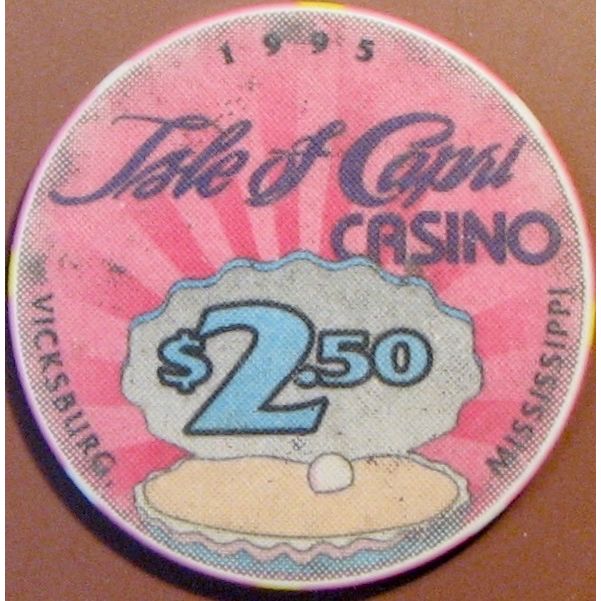 1995
Isle of Capri
CASINO
$2.50
VICKSBURG,
MISSISSIPPI